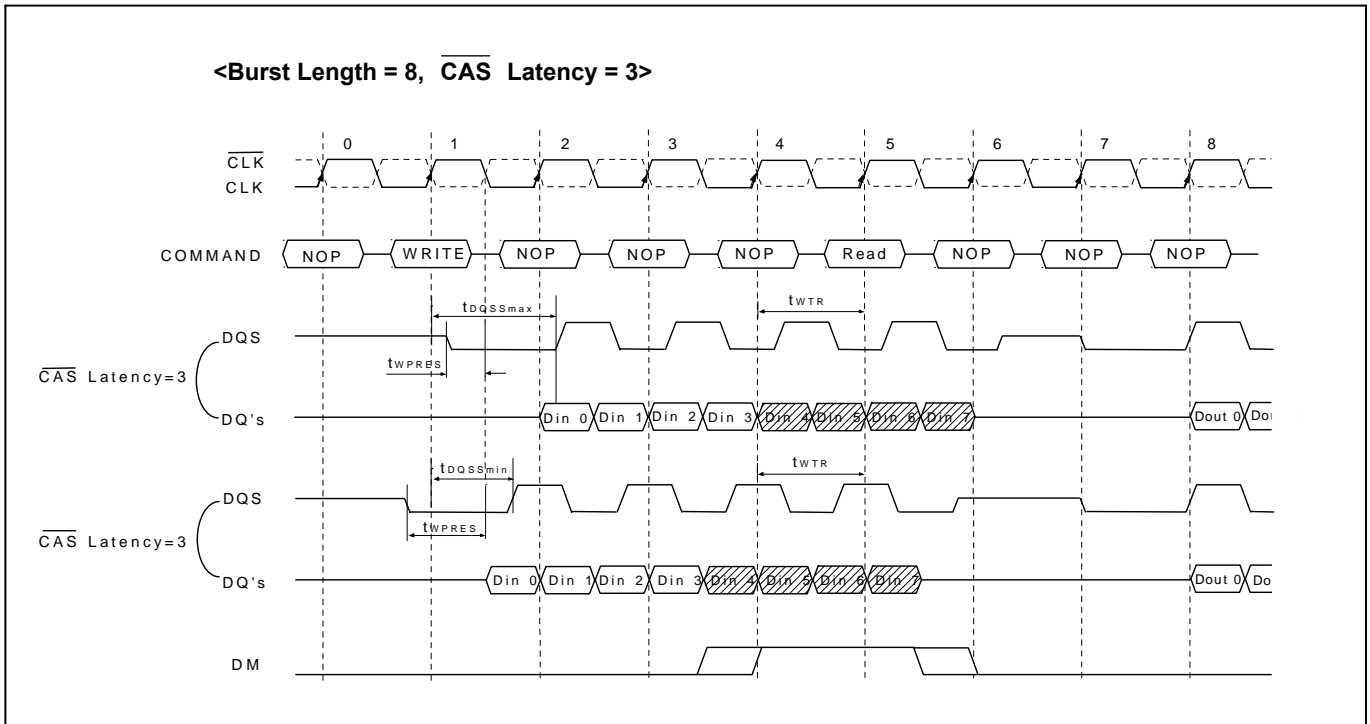 <Burst Length = 8, CAS Latency = 3>
0 1 2 3 4 5 6 7 8
CLK
CLK
COMMAND NOP WRITE NOP NOP NOP Read NOP NOP NOP
tDQSSmax tWTR
DQS
tWPRES
CAS Latency=3
DQ's Din 0 Din 1 Din 2 Din 3 Din 4 Din 5 Din 6 Din 7 Dout 0 Dou
tDQSSmin tWTR
DQS
tWPRES
CAS Latency=3
DQ's Din 0 Din 1 Din 2 Din 3 Din 4 Din 5 Din 6 Din 7 Dout 0 Do
DM